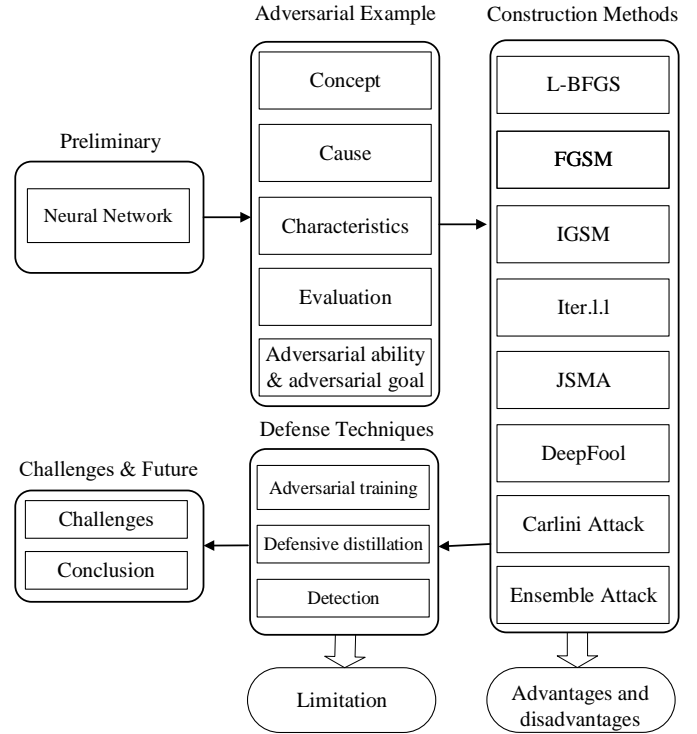 Preliminary
Neural Network
Adversarial Example
Concept
Cause
Characteristics
Evaluation
Adversarial ability
& adversarial goal
Construction Methods
L-BFGS
FGSM
IGSM
Iter.l.l
JSMA
DeepFool
Carlini Attack
Ensemble Attack
Advantages and
disadvantages
Defense Techniques
Adversarial training
Defensive distillation
Detection
Limitation
Challenges & Future
Challenges
Conclusion